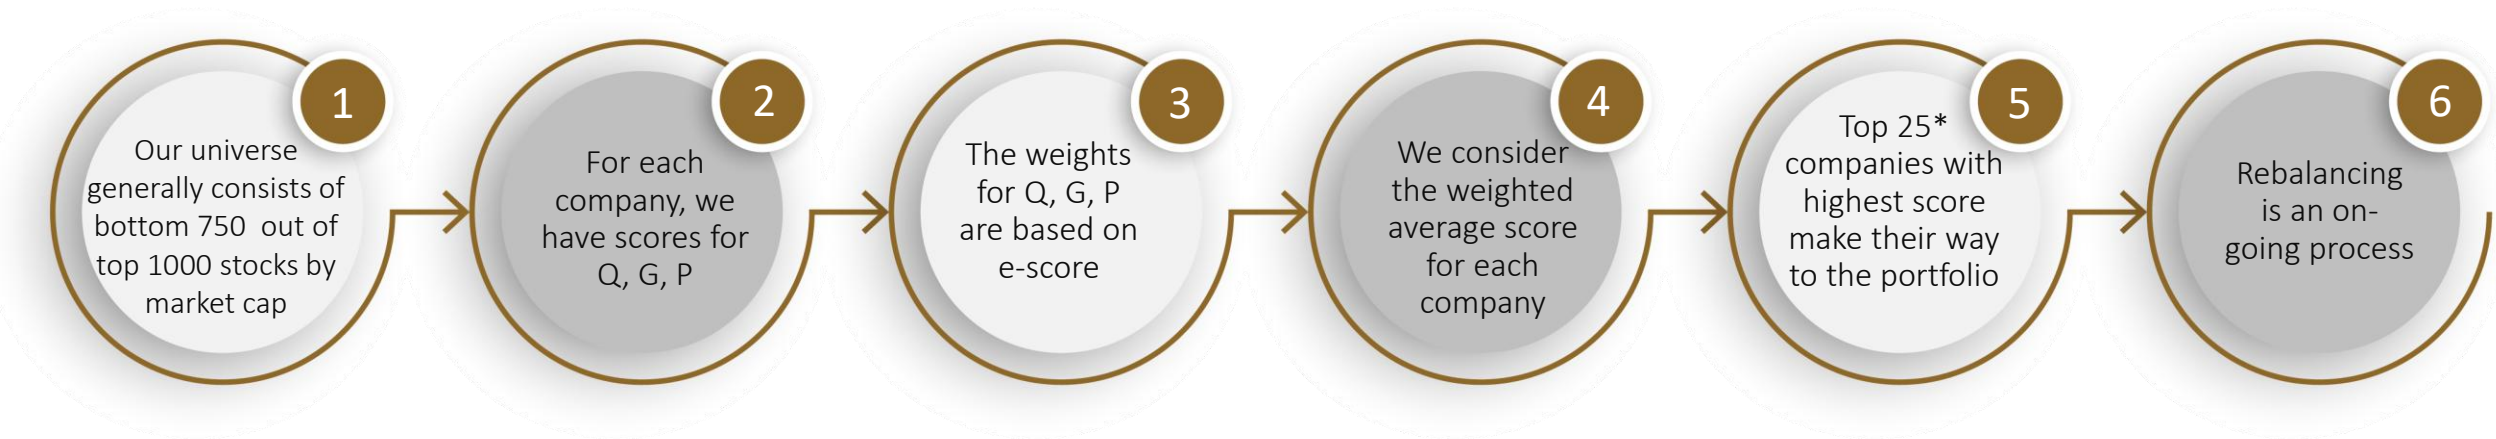 1
Our universe
generally consists of
bottom 750 out of
top 1000 stocks by
market cap
2
For each
company, we
have scores for
Q, G, P
3
The weights
for Q, G, P
are based on
e-score
4
We consider
the weighted
average score
for each
company
5
Top 25*
companies with
highest score
make their way
to the portfolio
6
Rebalancing
is an on-
going process